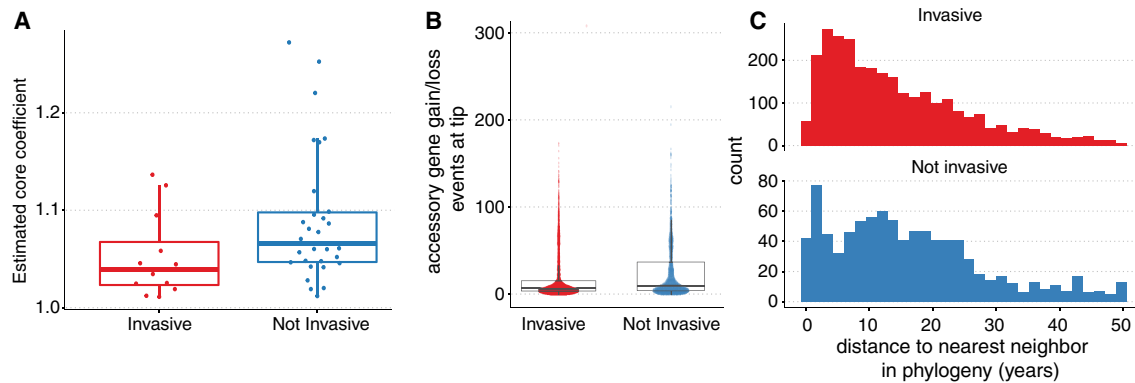 A
Estimated core coefficient
1.2
1.1
1.0
Invasive
Not Invasive
B
accessory gene gain/loss
events at tip
300
200
100
0
Invasive
Not Invasive
C
Invasive
200
100
0
count
Not invasive
80
60
40
20
0
0 10 20 30 40 50
distance to nearest neighbor
in phylogeny (years)